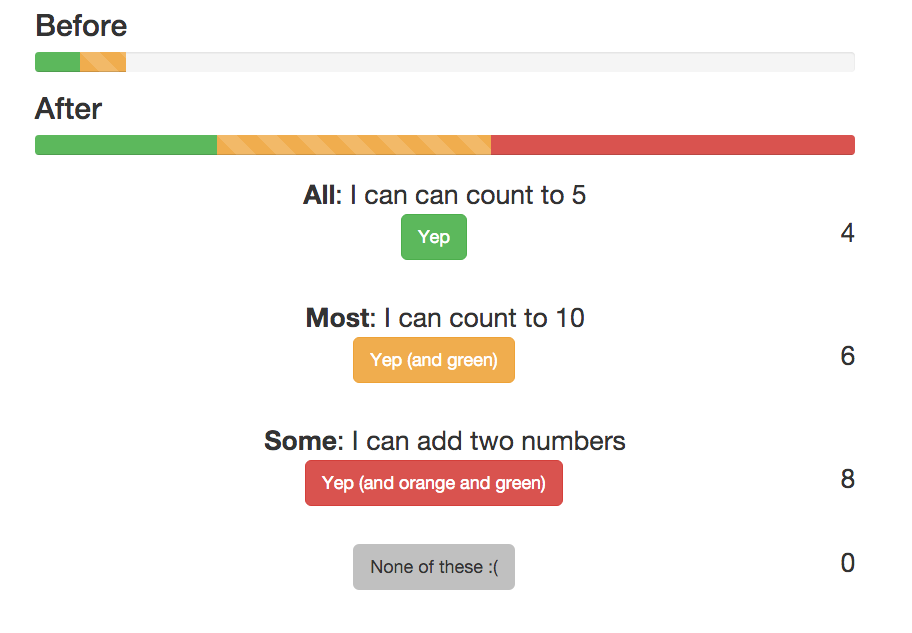 Before
After
All: I can can count to 5
Yep
4
Most: I can count to 10
Yep (and green)
6
Some: I can add two numbers
Yep (and orange and green)
8
None of these :(
0